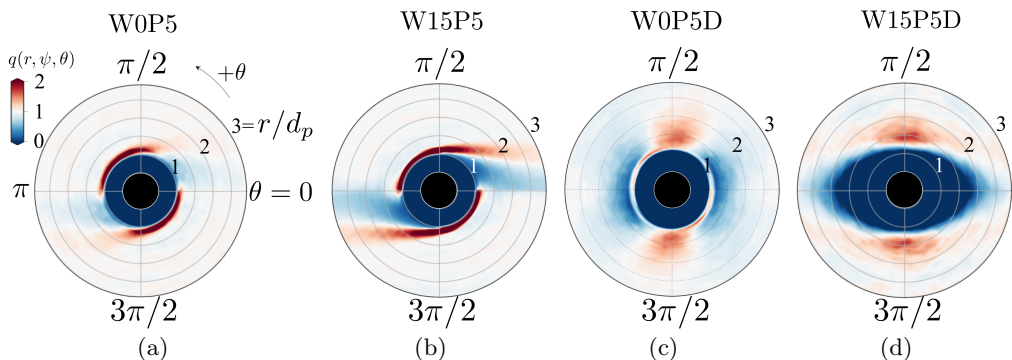 W0P5 W15P5 W0P5D W15P5D
q(r, ψ, θ) π/2 +θ π/2 π/2 π/2
2
1
0
3=r/d_p 3 3 3
2 2 2 2
1 1 1 1
π θ = 0
3π/2 3π/2 3π/2 3π/2
(a) (b) (c) (d)